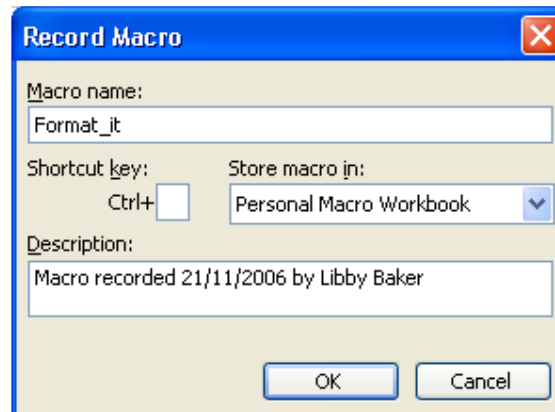 Record Macro
Macro name:
Format_it
Shortcut key: Store macro in:
Ctrl+ Personal Macro Workbook
Description:
Macro recorded 21/11/2006 by Libby Baker
OK Cancel